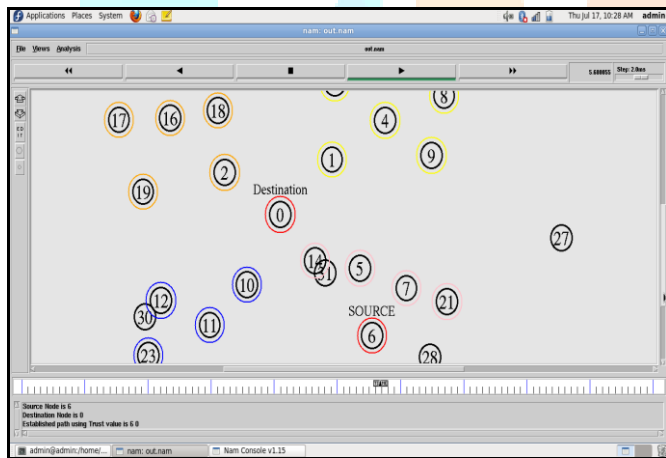 Applications Places System Thu Jul 17, 10:28 AM admin
nam: out.nam
File Views Analysis out.nam
5.600055 Step: 2.0ms
ED
IT
8
18
17 16 4
1 9
2
19
Destination
0
27
14
31 5
10 7
12 21
30 SOURCE
11 6
23 28
Source Node is 6
Destination Node is 0
Established path using Trust value is 6 0
admin@admin:/home/... nam: out.nam Nam Console v1.15